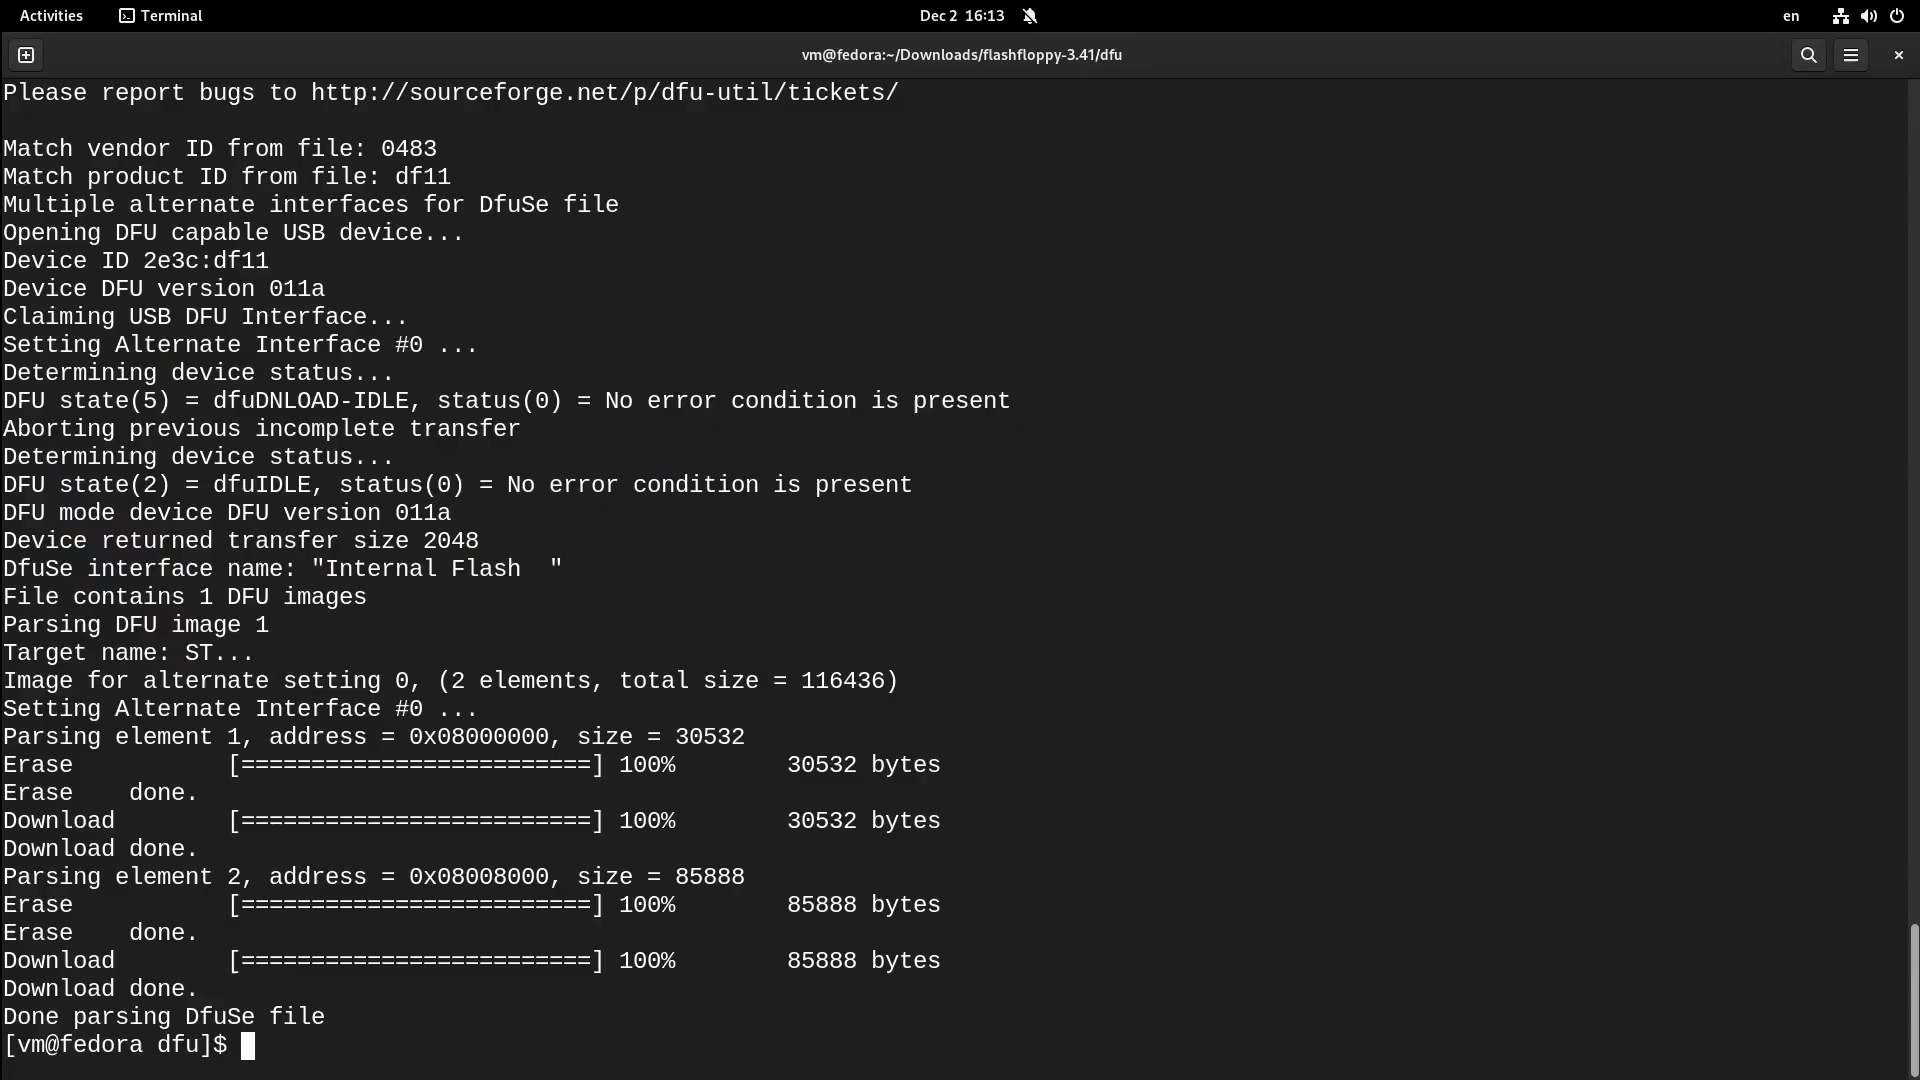 Activities Terminal Dec 2 16:13 en
vm@fedora:~/Downloads/flashfloppy-3.41/dfu
Please report bugs to http://sourceforge.net/p/dfu-util/tickets/
Match vendor ID from file: 0483
Match product ID from file: df11
Multiple alternate interfaces for DfuSe file
Opening DFU capable USB device...
Device ID 2e3c:df11
Device DFU version 011a
Claiming USB DFU Interface...
Setting Alternate Interface #0 ...
Determining device status...
DFU state(5) = dfuDNLOAD-IDLE, status(0) = No error condition is present
Aborting previous incomplete transfer
Determining device status...
DFU state(2) = dfuIDLE, status(0) = No error condition is present
DFU mode device DFU version 011a
Device returned transfer size 2048
DfuSe interface name: "Internal Flash  "
File contains 1 DFU images
Parsing DFU image 1
Target name: ST...
Image for alternate setting 0, (2 elements, total size = 116436)
Setting Alternate Interface #0 ...
Parsing element 1, address = 0x08000000, size = 30532
Erase           [=========================] 100%        30532 bytes
Erase    done.
Download        [=========================] 100%        30532 bytes
Download done.
Parsing element 2, address = 0x08008000, size = 85888
Erase           [=========================] 100%        85888 bytes
Erase    done.
Download        [=========================] 100%        85888 bytes
Download done.
Done parsing DfuSe file
[vm@fedora dfu]$